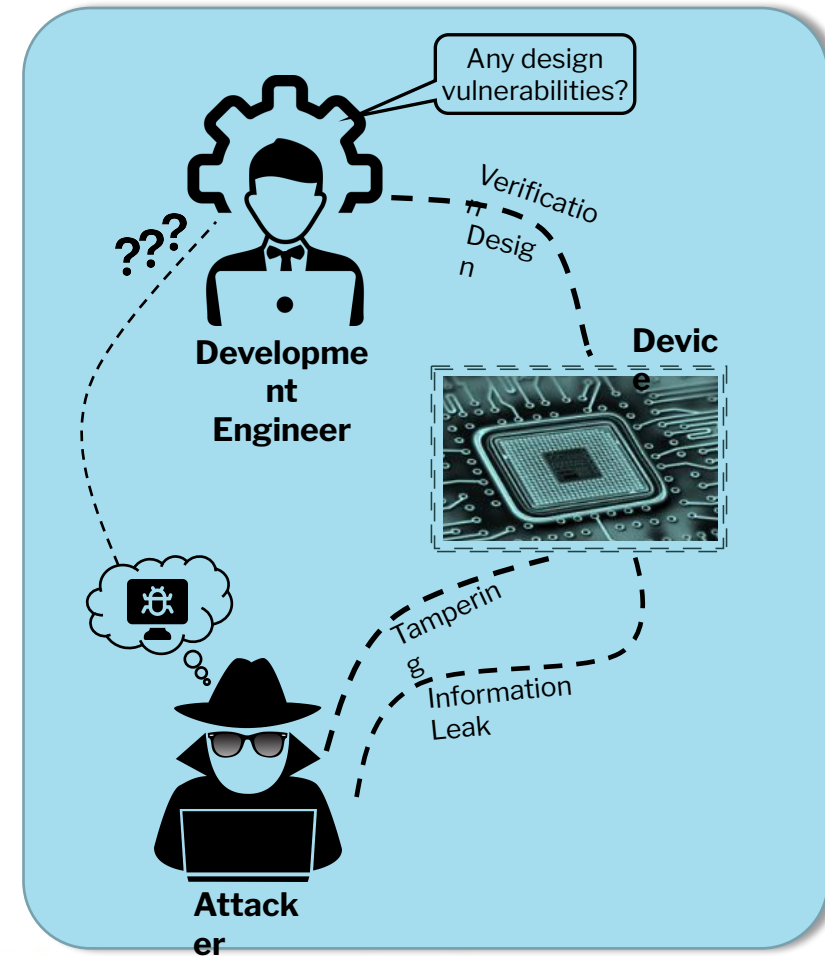 Any design
vulnerabilities?
Verificatio
n
Desig
n
???
Developme
nt
Engineer
Devic
e
Tamperin
g
Information
Leak
Attack
er